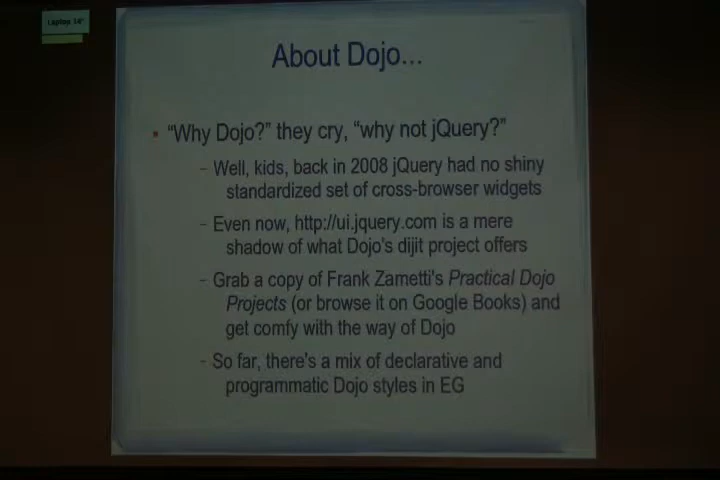 Laptop 16"
About Dojo...
• "Why Dojo?" they cry, "why not jQuery?"
– Well, kids, back in 2008 jQuery had no shiny
standardized set of cross-browser widgets
– Even now, http://ui.jquery.com is a mere
shadow of what Dojo's dijit project offers
– Grab a copy of Frank Zametti's Practical Dojo
Projects (or browse it on Google Books) and
get comfy with the way of Dojo
– So far, there's a mix of declarative and
programmatic Dojo styles in EG